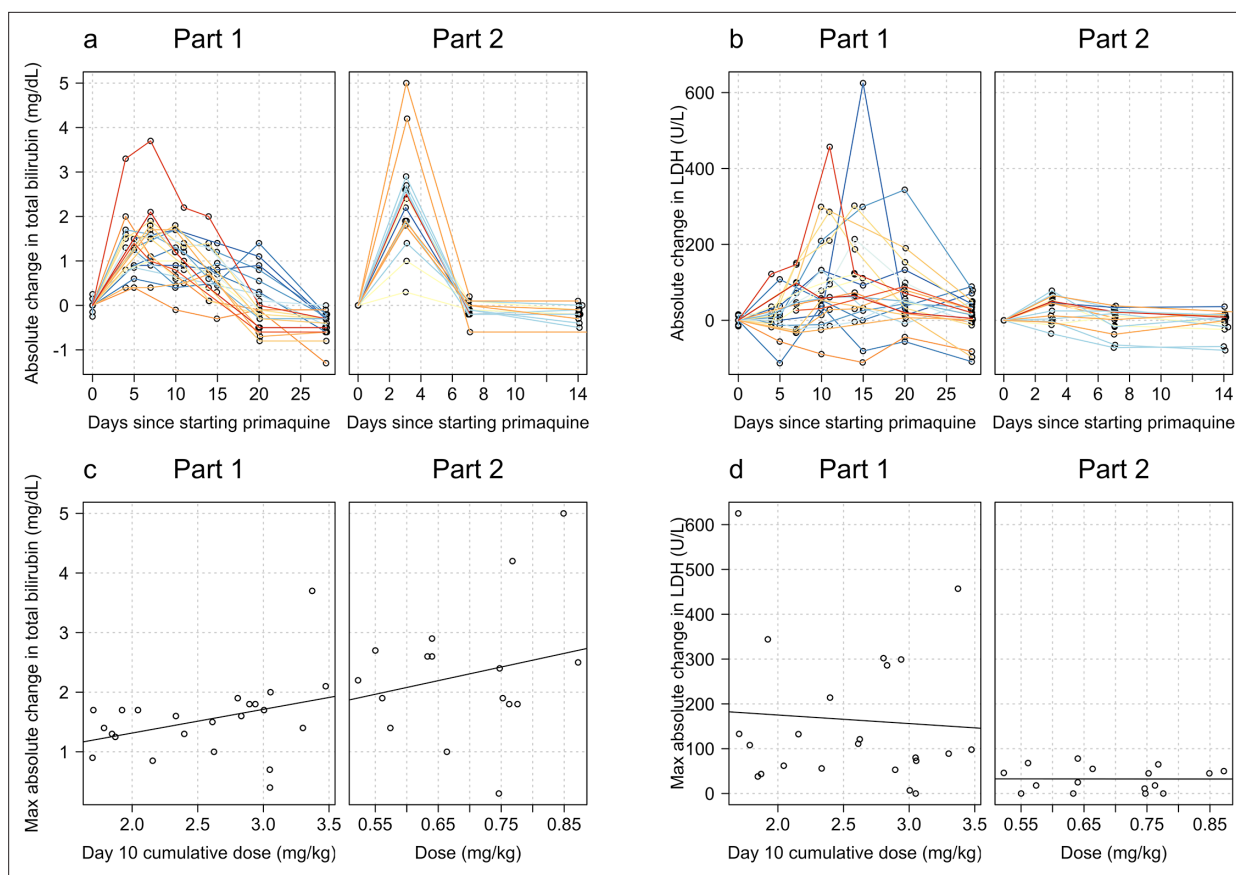 a Part 1 Part 2
Absolute change in total bilirubin (mg/dL)
5
4
3
2
1
0
-1
0 5 10 15 20 25
0 2 4 6 8 10 14
Days since starting primaquine Days since starting primaquine
b Part 1 Part 2
Absolute change in LDH (U/L)
600
400
200
0
0 5 10 15 20 25
0 2 4 6 8 10 14
Days since starting primaquine Days since starting primaquine
c Part 1 Part 2
Max absolute change in total bilirubin (mg/dL)
5
4
3
2
1
2.0 2.5 3.0 3.5
0.55 0.65 0.75 0.85
Day 10 cumulative dose (mg/kg) Dose (mg/kg)
d Part 1 Part 2
Max absolute change in LDH (U/L)
600
500
400
300
200
100
0
2.0 2.5 3.0 3.5
0.55 0.65 0.75 0.85
Day 10 cumulative dose (mg/kg) Dose (mg/kg)